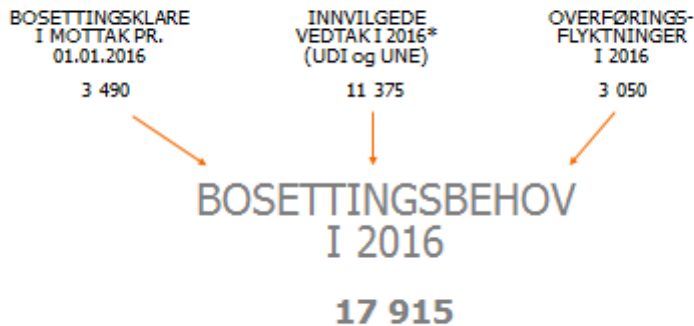 BOSETTINGSKLARE
I MOTTAK PR.
01.01.2016
3 490
INNVILGEDE
VEDTAK I 2016*
(UDI og UNE)
11 375
OVERFØRINGS-
FLYKTNINGER
I 2016
3 050
BOSETTINGSBEHOV
I 2016
17 915